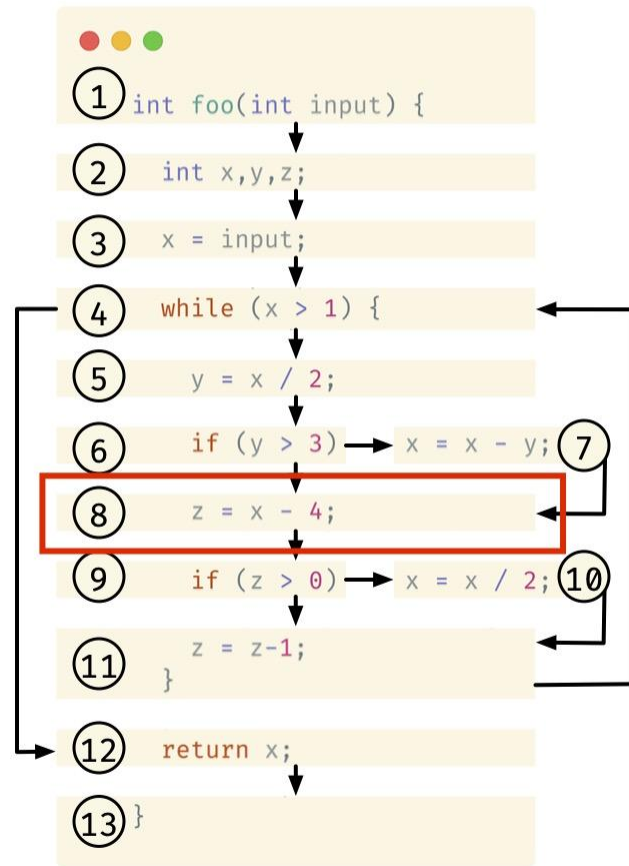 1 int foo(int input) {
2 int x,y,z;
3 x = input;
4 while (x > 1) {
5 y = x / 2;
6 if (y > 3) x = x - y; 7
8 z = x - 4;
9 if (z > 0) x = x / 2; 10
z = z-1;
11 }
12 return x;
13 }